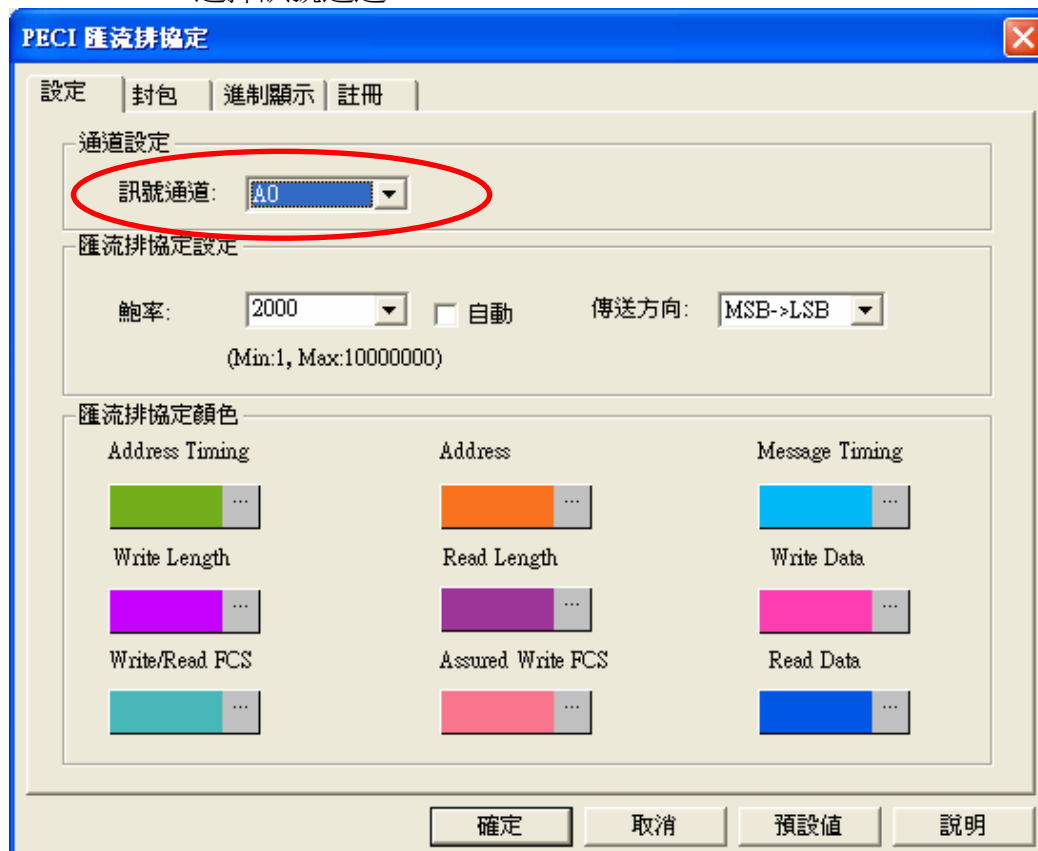 PECI 匯流排協定
設定 封包 進制顯示 註冊
通道設定
訊號通道: A0
匯流排協定設定
鮑率: 2000 自動 傳送方向: MSB->LSB
(Min:1, Max:10000000)
匯流排協定顏色
Address Timing Address Message Timing
... ... ...
Write Length Read Length Write Data
... ... ...
Write/Read FCS Assured Write FCS Read Data
... ... ...
確定 取消 預設值 說明